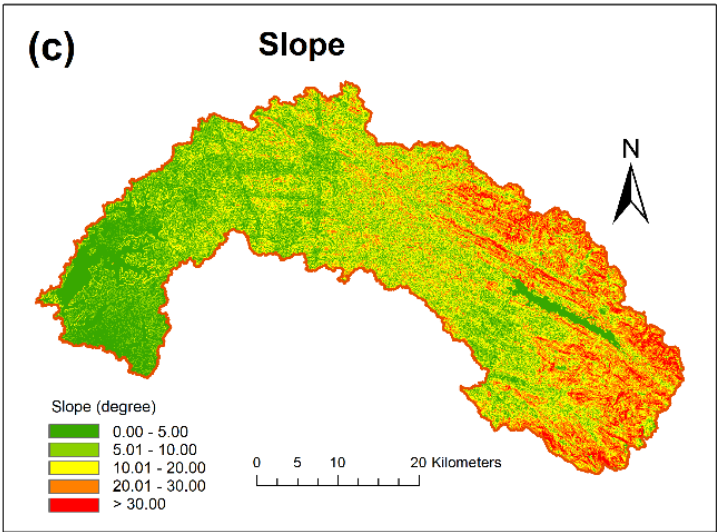 (c) Slope
N
Slope (degree)
0.00 - 5.00
5.01 - 10.00
10.01 - 20.00
20.01 - 30.00
> 30.00
0 5 10 20 Kilometers